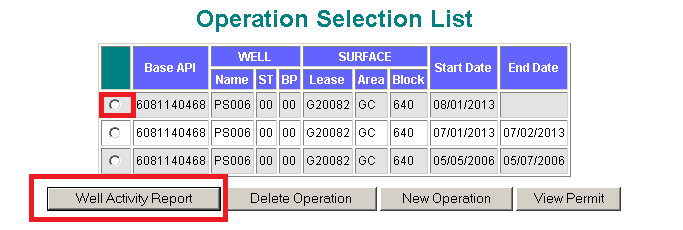 Operation Selection List
Base API WELL SURFACE Start Date End Date
Name ST BP Lease Area Block
6081140468 PS006 00 00 G20082 GC 640 08/01/2013
6081140468 PS006 00 00 G20082 GC 640 07/01/2013 07/02/2013
6081140468 PS006 00 00 G20082 GC 640 05/05/2006 05/07/2006
Well Activity Report Delete Operation New Operation View Permit